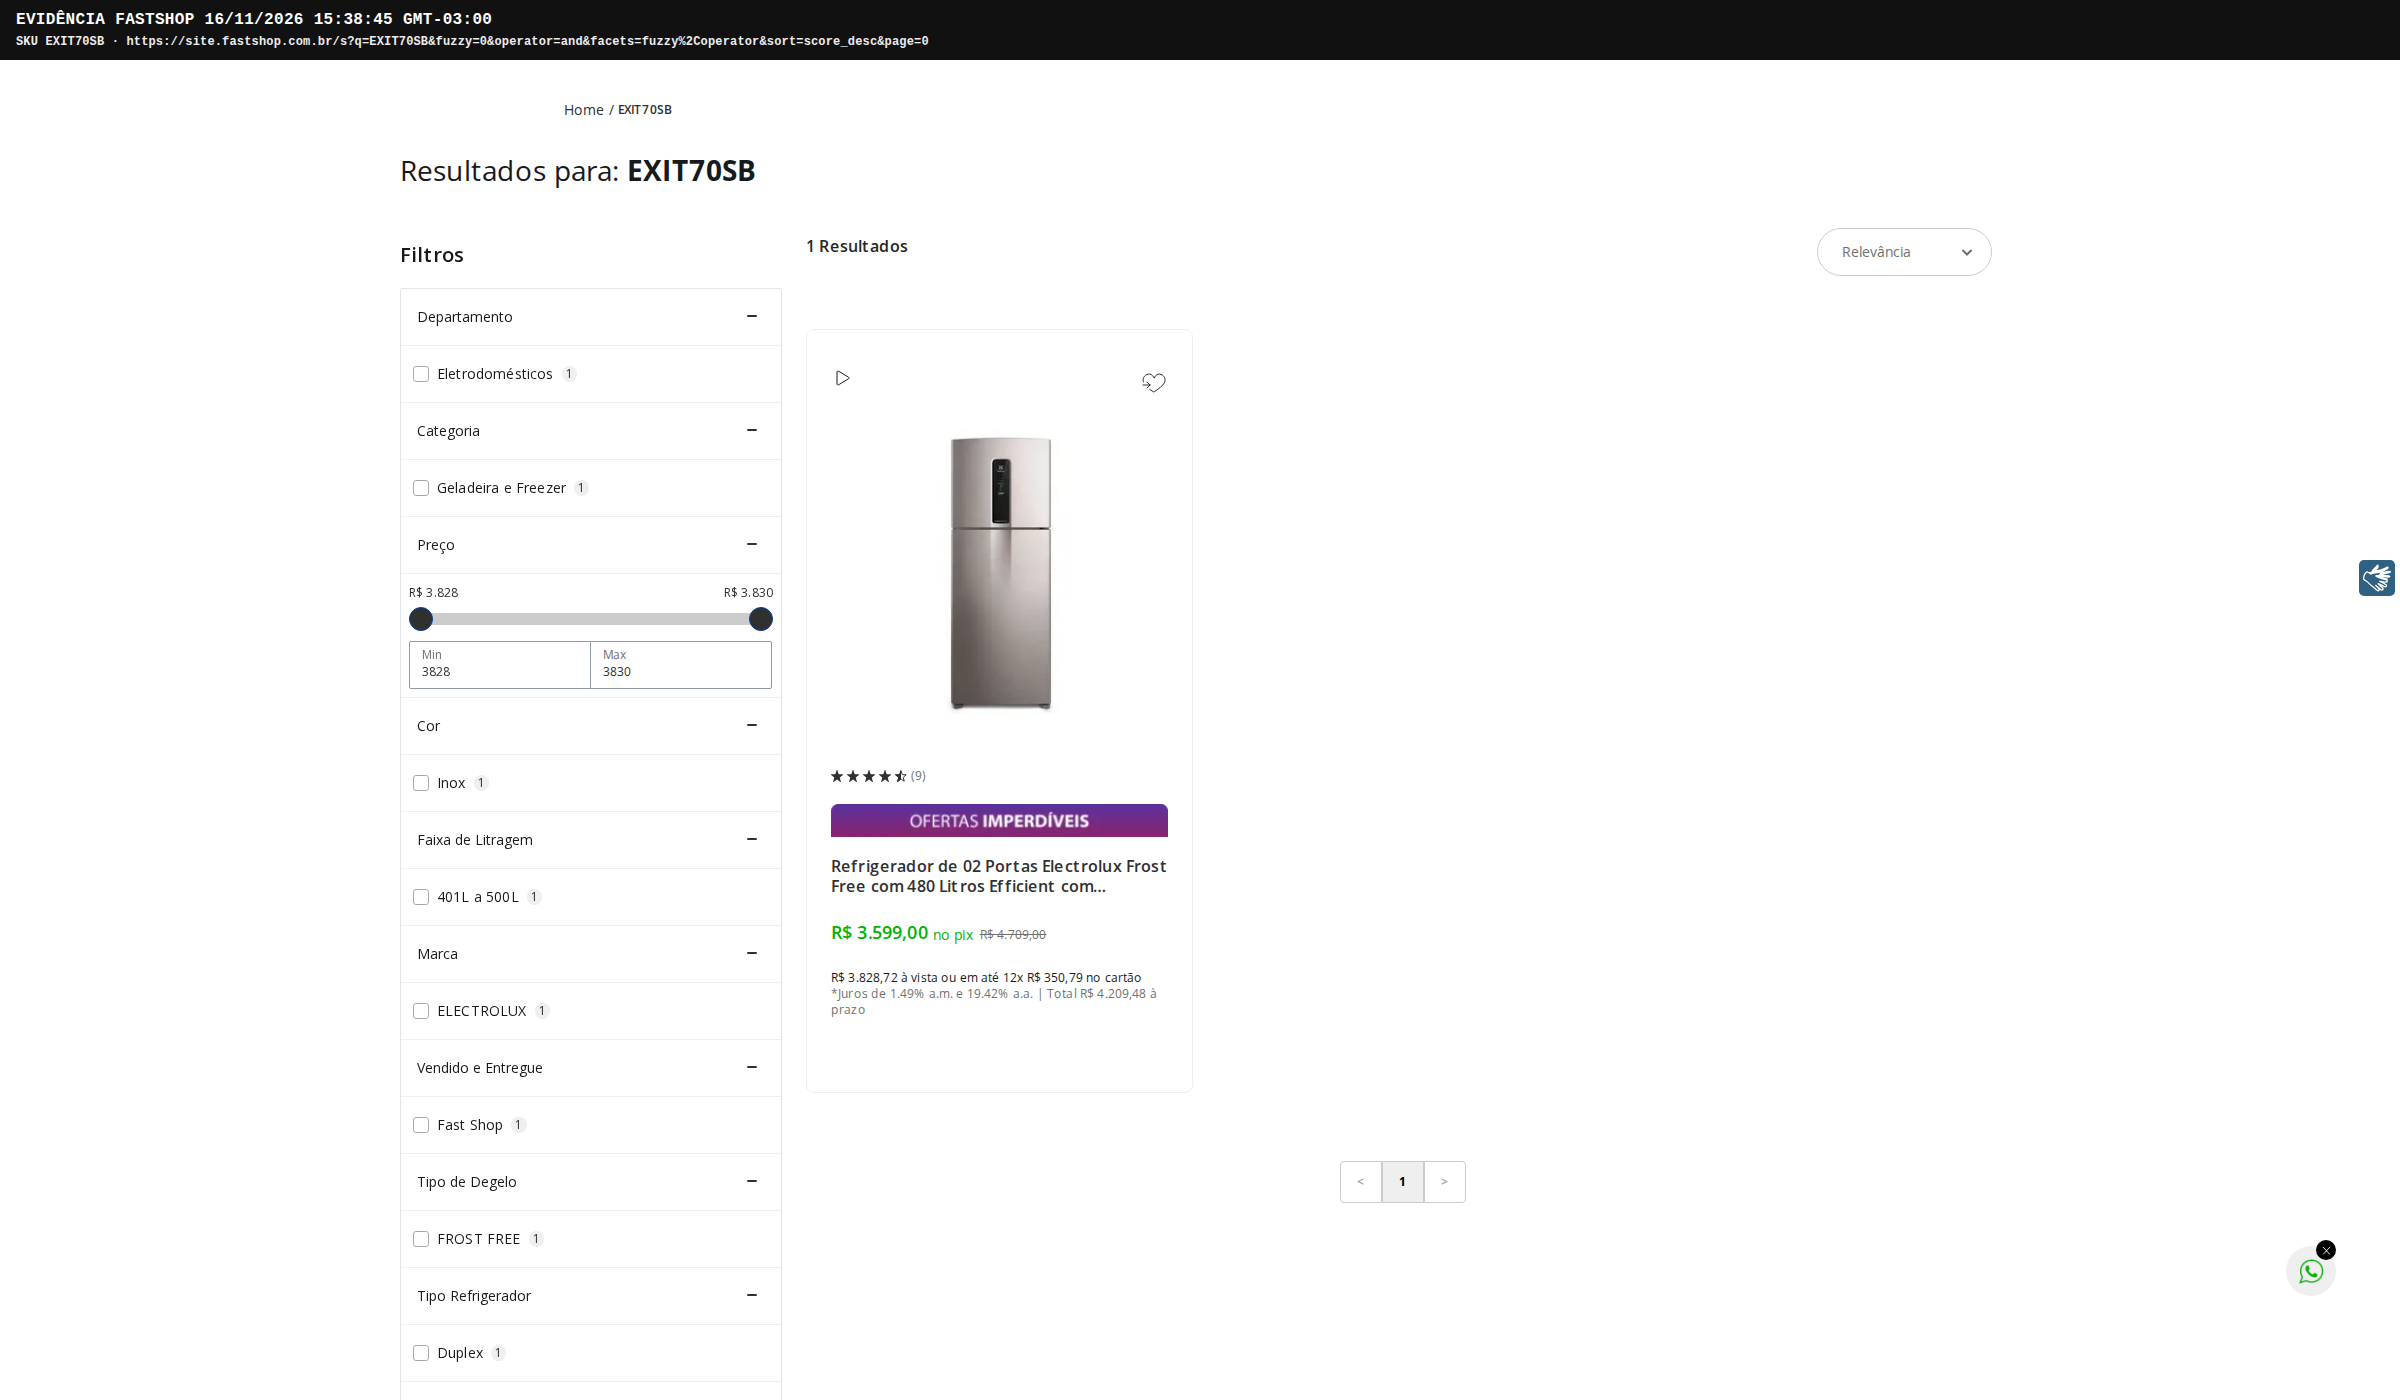 EVIDÊNCIA FASTSHOP 16/11/2026 15:38:45 GMT-03:00
SKU EXIT70SB · https://site.fastshop.com.br/s?q=EXIT70SB&fuzzy=0&operator=and&facets=fuzzy%2Coperator&sort=score_desc&page=0
Home / EXIT70SB
Resultados para: EXIT70SB
Filtros
1 Resultados
Relevância
Departamento
Eletrodomésticos 1
Categoria
Geladeira e Freezer 1
Preço
R$ 3.828 R$ 3.830
Min Max
3828 3830
Cor
Inox 1
Faixa de Litragem
401L a 500L 1
Marca
ELECTROLUX 1
Vendido e Entregue
Fast Shop 1
Tipo de Degelo
FROST FREE 1
Tipo Refrigerador
Duplex 1
(9)
OFERTAS IMPERDÍVEIS
Refrigerador de 02 Portas Electrolux Frost
Free com 480 Litros Efficient com...
R$ 3.599,00 no pix R$ 4.709,00
R$ 3.828,72 à vista ou em até 12x R$ 350,79 no cartão
*Juros de 1.49% a.m. e 19.42% a.a. | Total R$ 4.209,48 à
prazo
< 1 >